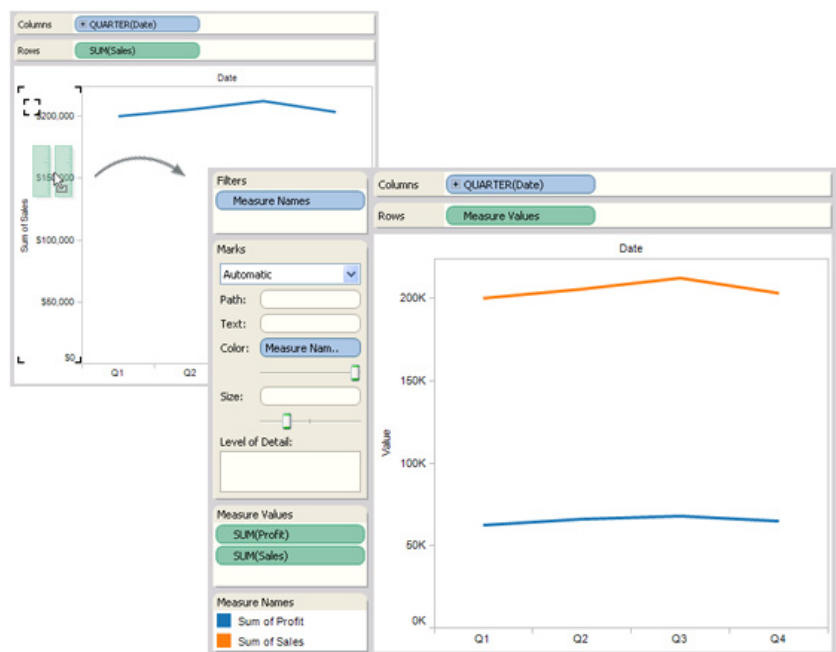 Columns QUARTER(Date)
Rows SUM(Sales)
Date
$200,000
$150,000
$100,000
$50,000
$0
Sum of Sales
Q1 Q2
Filters
Measure Names
Marks
Automatic
Path:
Text:
Color: Measure Nam..
Size:
Level of Detail:
Measure Values
SUM(Profit)
SUM(Sales)
Measure Names
Sum of Profit
Sum of Sales
Columns QUARTER(Date)
Rows Measure Values
Date
200K
150K
100K
50K
0K
Value
Q1 Q2 Q3 Q4